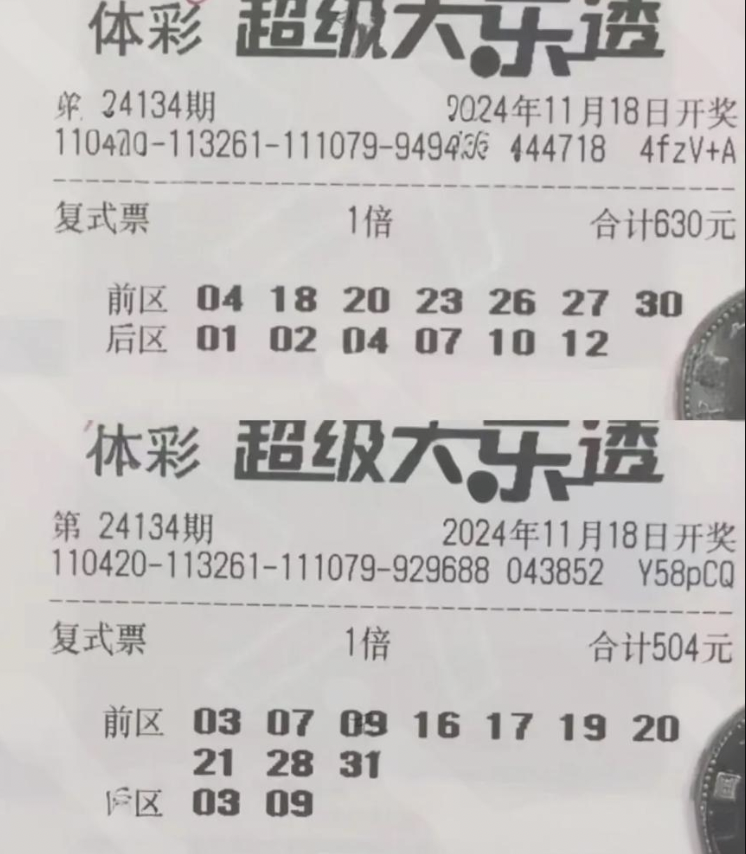 体彩 超级大乐透
第 24134期 2024年11月18日开奖
110420-113261-111079-949 444718 4fzV+A
复式票 1倍 合计630元
前区 04 18 20 23 26 27 30
后区 01 02 04 07 10 12
体彩 超级大乐透
第 24134期 2024年11月18日开奖
110420-113261-111079-929688 043852 Y58pCQ
复式票 1倍 合计504元
前区 03 07 09 16 17 19 20
21 28 31
后区 03 09